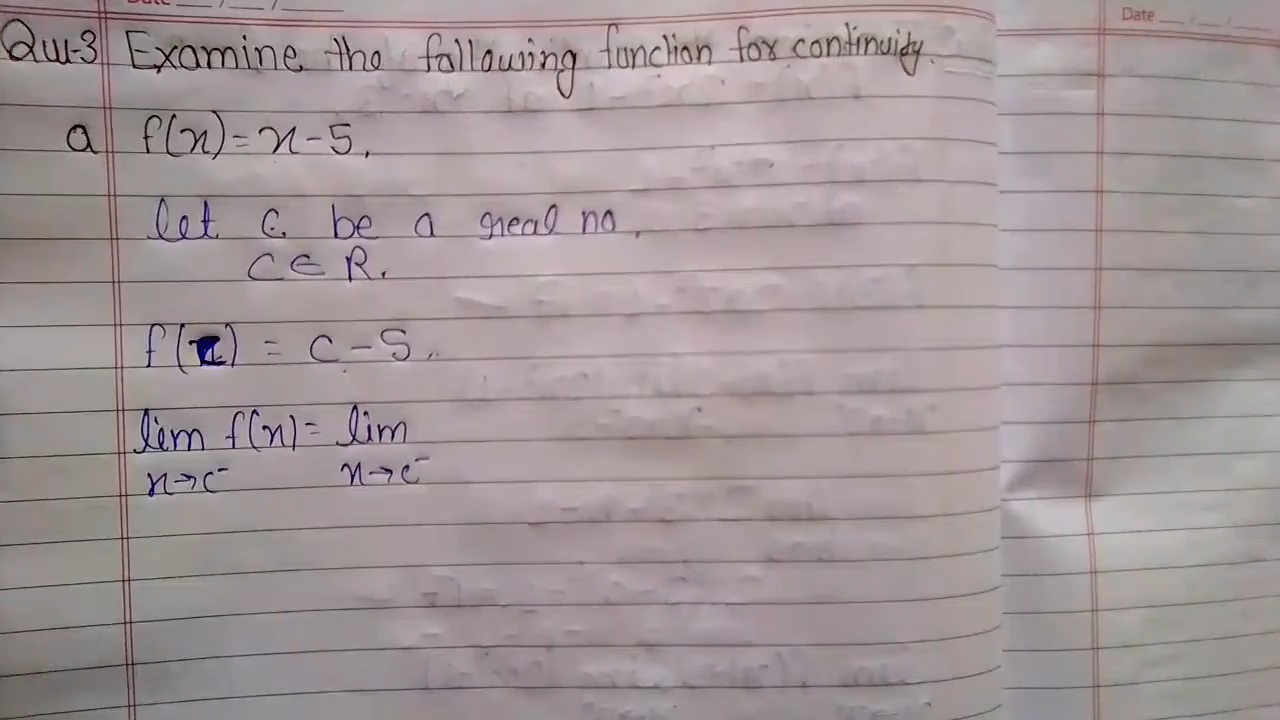 Date
Date
Qu-3 Examine the following function for continuity.
a f(x)=x-5,
let c be a real no.
C ∈ R.
f(c) = c-5.
lim f(x) = lim
x→c⁻ x→c⁻